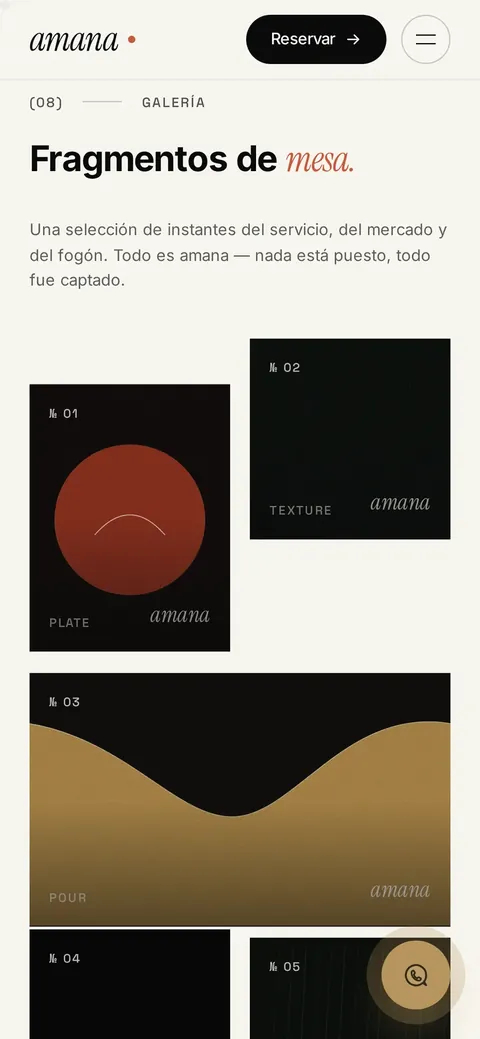 amana
Reservar →
(08) GALERÍA
Fragmentos de mesa.
Una selección de instantes del servicio, del mercado y
del fogón. Todo es amana — nada está puesto, todo
fue captado.
№ 01
PLATE amana
№ 02
TEXTURE amana
№ 03
POUR amana
№ 04
№ 05